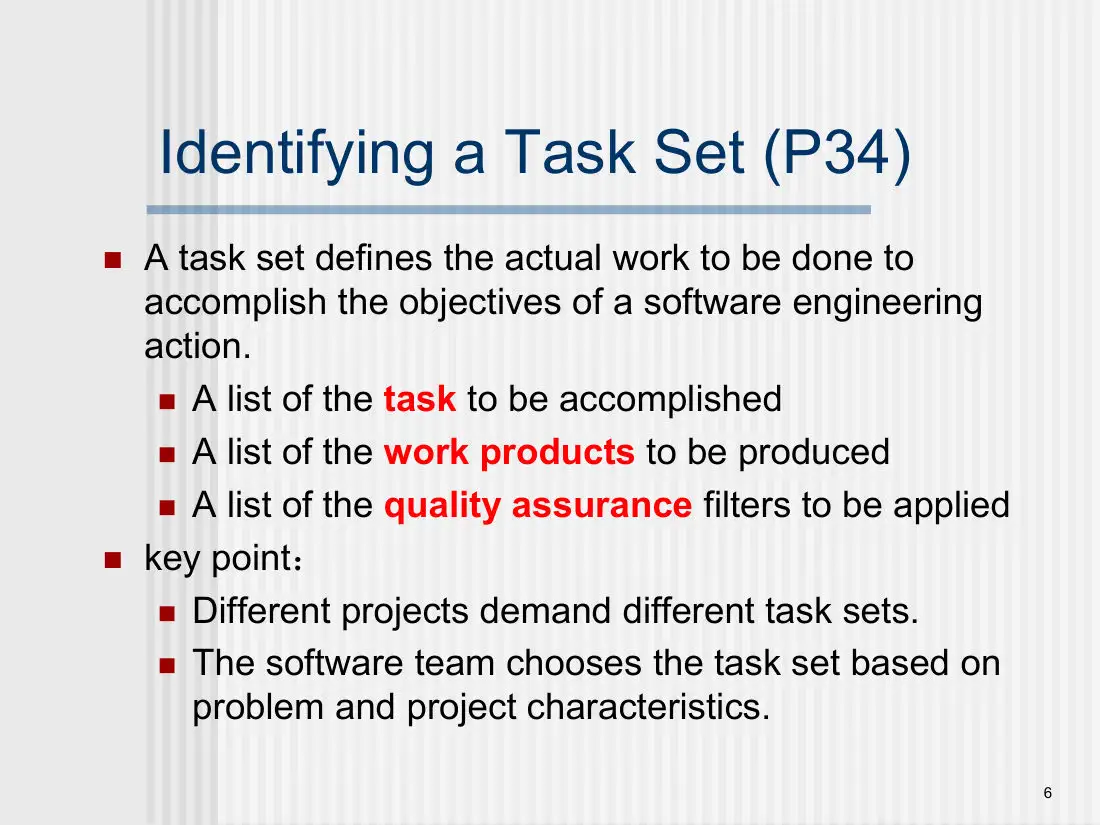 Identifying a Task Set (P34)
A task set defines the actual work to be done to
accomplish the objectives of a software engineering
action.
A list of the task to be accomplished
A list of the work products to be produced
A list of the quality assurance filters to be applied
key point：
Different projects demand different task sets.
The software team chooses the task set based on
problem and project characteristics.
6